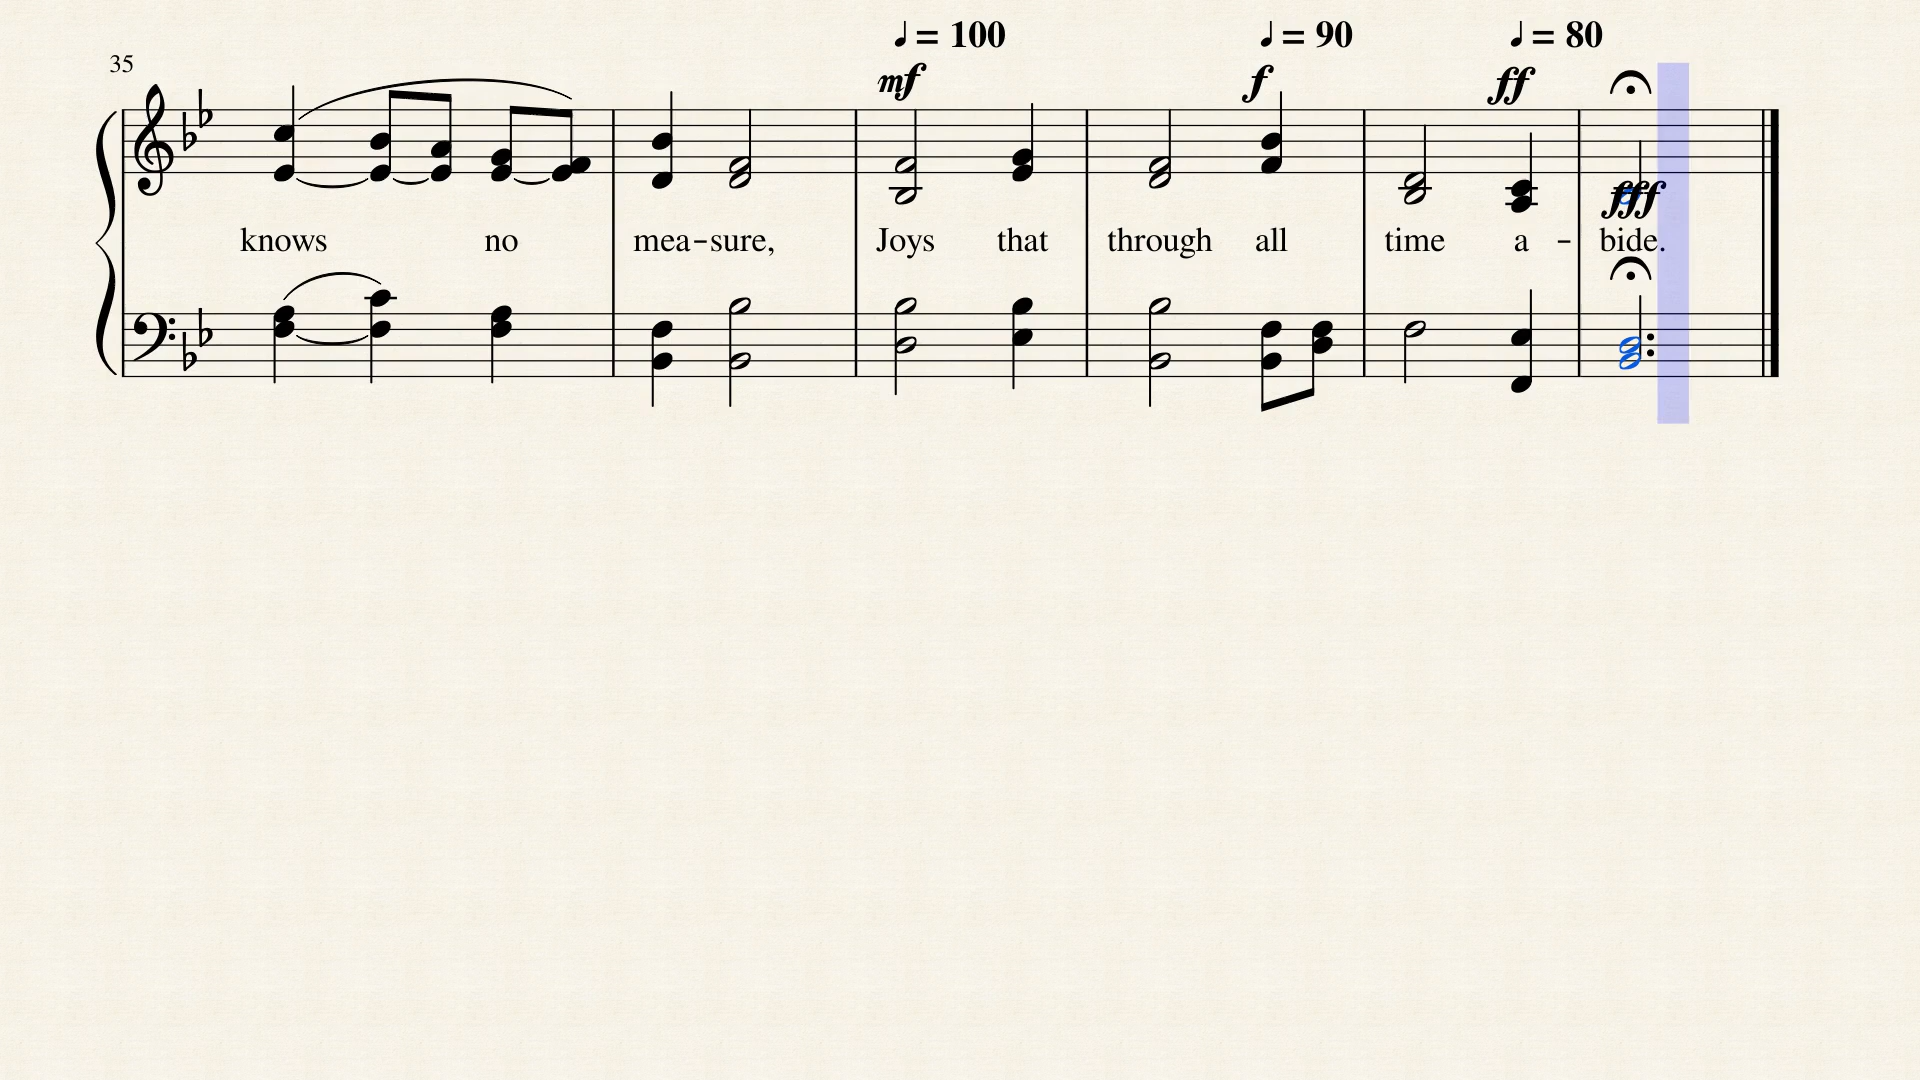 ♩ = 100 ♩ = 90 ♩ = 80
35
mf f ff
fff
knows no mea-sure, Joys that through all time a - bide.